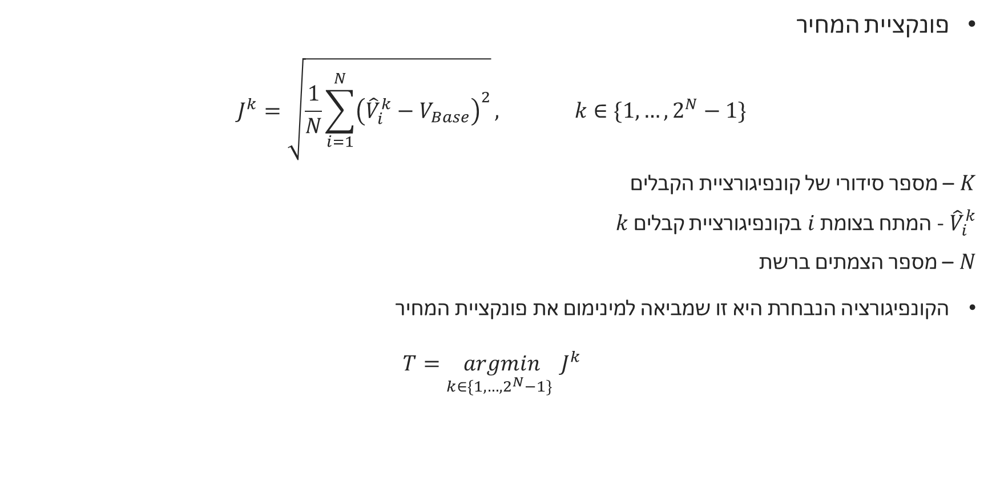 • פונקציית המחיר
$J^k = \sqrt{\frac{1}{N}\sum_{i=1}^{N}\left(\hat{V}_i^k - V_{Base}\right)^2}, \qquad k \in \{1, \ldots, 2^N - 1\}$
K – מספר סידורי של קונפיגורציית הקבלים
$\hat{V}_i^k$ - המתח בצומת i בקונפיגורציית קבלים k
N – מספר הצמתים ברשת
• הקונפיגורציה הנבחרת היא זו שמביאה למינימום את פונקציית המחיר
$T = \underset{k \in \{1,\ldots,2^N-1\}}{argmin} J^k$